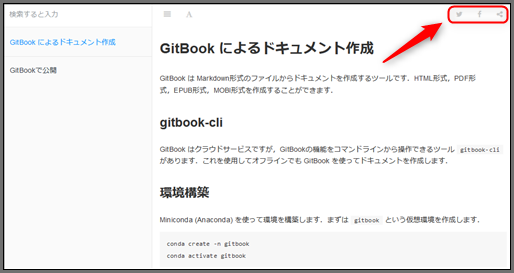 検索すると入力
A
GitBook によるドキュメント作成
GitBookで公開
GitBook によるドキュメント作成
GitBook は Markdown形式のファイルからドキュメントを作成するツールです．HTML形式，PDF形
式，EPUB形式，MOBI形式を作成することができます．
gitbook-cli
GitBook はクラウドサービスですが，GitBookの機能をコマンドラインから操作できるツール gitbook-cli
があります．これを使用してオフラインでも GitBook を使ってドキュメントを作成します．
環境構築
Miniconda (Anaconda) を使って環境を構築します．まずは gitbook という仮想環境を作成します．
conda create -n gitbook
conda activate gitbook